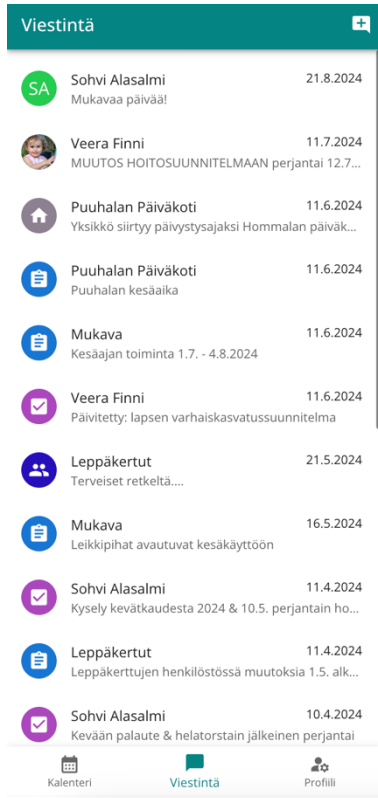 Viestintä
SA
Sohvi Alasalmi 21.8.2024
Mukavaa päivää!
Veera Finni 11.7.2024
MUUTOS HOITOSUUNNITELMAAN perjantai 12.7...
Puuhalan Päiväkoti 11.6.2024
Yksikkö siirtyy päivystysajaksi Hommalan päiväk...
Puuhalan Päiväkoti 11.6.2024
Puuhalan kesäaika
Mukava 11.6.2024
Kesäajan toiminta 1.7. - 4.8.2024
Veera Finni 11.6.2024
Päivitetty: lapsen varhaiskasvatussuunnitelma
Leppäkertut 21.5.2024
Terveiset retkeltä....
Mukava 16.5.2024
Leikkipihat avautuvat kesäkäyttöön
Sohvi Alasalmi 11.4.2024
Kysely kevätkaudesta 2024 & 10.5. perjantain ho...
Leppäkertut 11.4.2024
Leppäkerttujen henkilöstössä muutoksia 1.5. alk...
Sohvi Alasalmi 10.4.2024
Kevään palaute & helatorstain jälkeinen perjantai
Kalenteri Viestintä Profiili